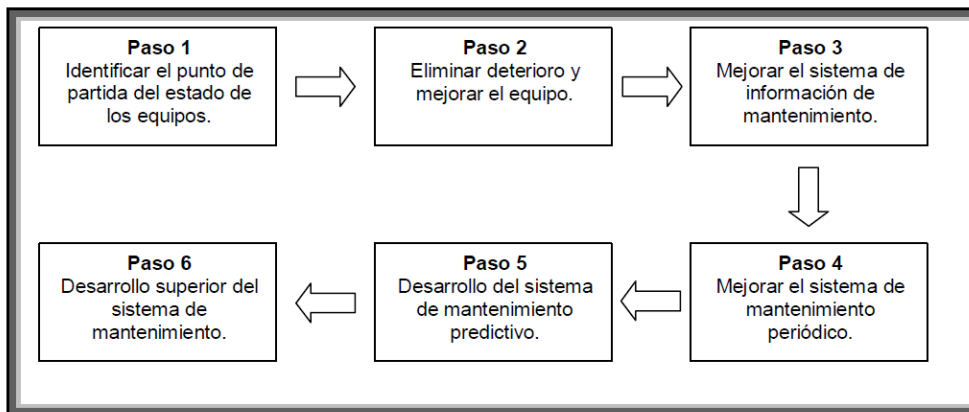 Paso 1
Identificar el punto de
partida del estado de
los equipos.
Paso 2
Eliminar deterioro y
mejorar el equipo.
Paso 3
Mejorar el sistema de
información de
mantenimiento.
Paso 4
Mejorar el sistema de
mantenimiento
periódico.
Paso 5
Desarrollo del sistema
de mantenimiento
predictivo.
Paso 6
Desarrollo superior del
sistema de
mantenimiento.